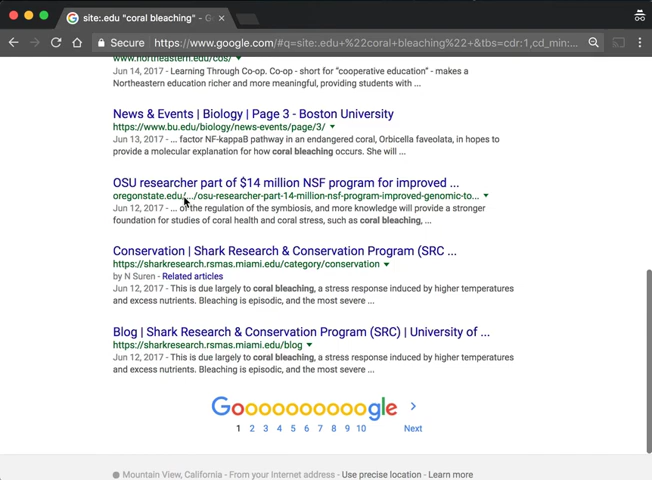 site:.edu "coral bleaching" - G
Secure | https://www.google.com/#q=site:.edu+%22coral+bleaching%22+&tbs=cdr:1,cd_min:...
www.northeastern.edu/cos/
Jun 14, 2017 - Learning Through Co-op. Co-op - short for "cooperative education" - makes a
Northeastern education richer and more meaningful, providing students with ...
News & Events | Biology | Page 3 - Boston University
https://www.bu.edu/biology/news-events/page/3/
Jun 13, 2017 - ... factor NF-kappaB pathway in an endangered coral, Orbicella faveolata, in hopes to
provide a molecular explanation for how coral bleaching occurs. She will ...
OSU researcher part of $14 million NSF program for improved ...
oregonstate.edu/.../osu-researcher-part-14-million-nsf-program-improved-genomic-to...
Jun 12, 2017 - ... of the regulation of the symbiosis, and more knowledge will provide a stronger
foundation for studies of coral health and coral stress, such as coral bleaching, ...
Conservation | Shark Research & Conservation Program (SRC ...
https://sharkresearch.rsmas.miami.edu/category/conservation
by N Suren - Related articles
Jun 12, 2017 - This is due largely to coral bleaching, a stress response induced by higher temperatures
and excess nutrients. Bleaching is episodic, and the most severe ...
Blog | Shark Research & Conservation Program (SRC) | University of ...
https://sharkresearch.rsmas.miami.edu/blog
Jun 12, 2017 - This is due largely to coral bleaching, a stress response induced by higher temperatures
and excess nutrients. Bleaching is episodic, and the most severe ...
Goooooooooogle >
1 2 3 4 5 6 7 8 9 10 Next
Mountain View, California - From your Internet address - Use precise location - Learn more